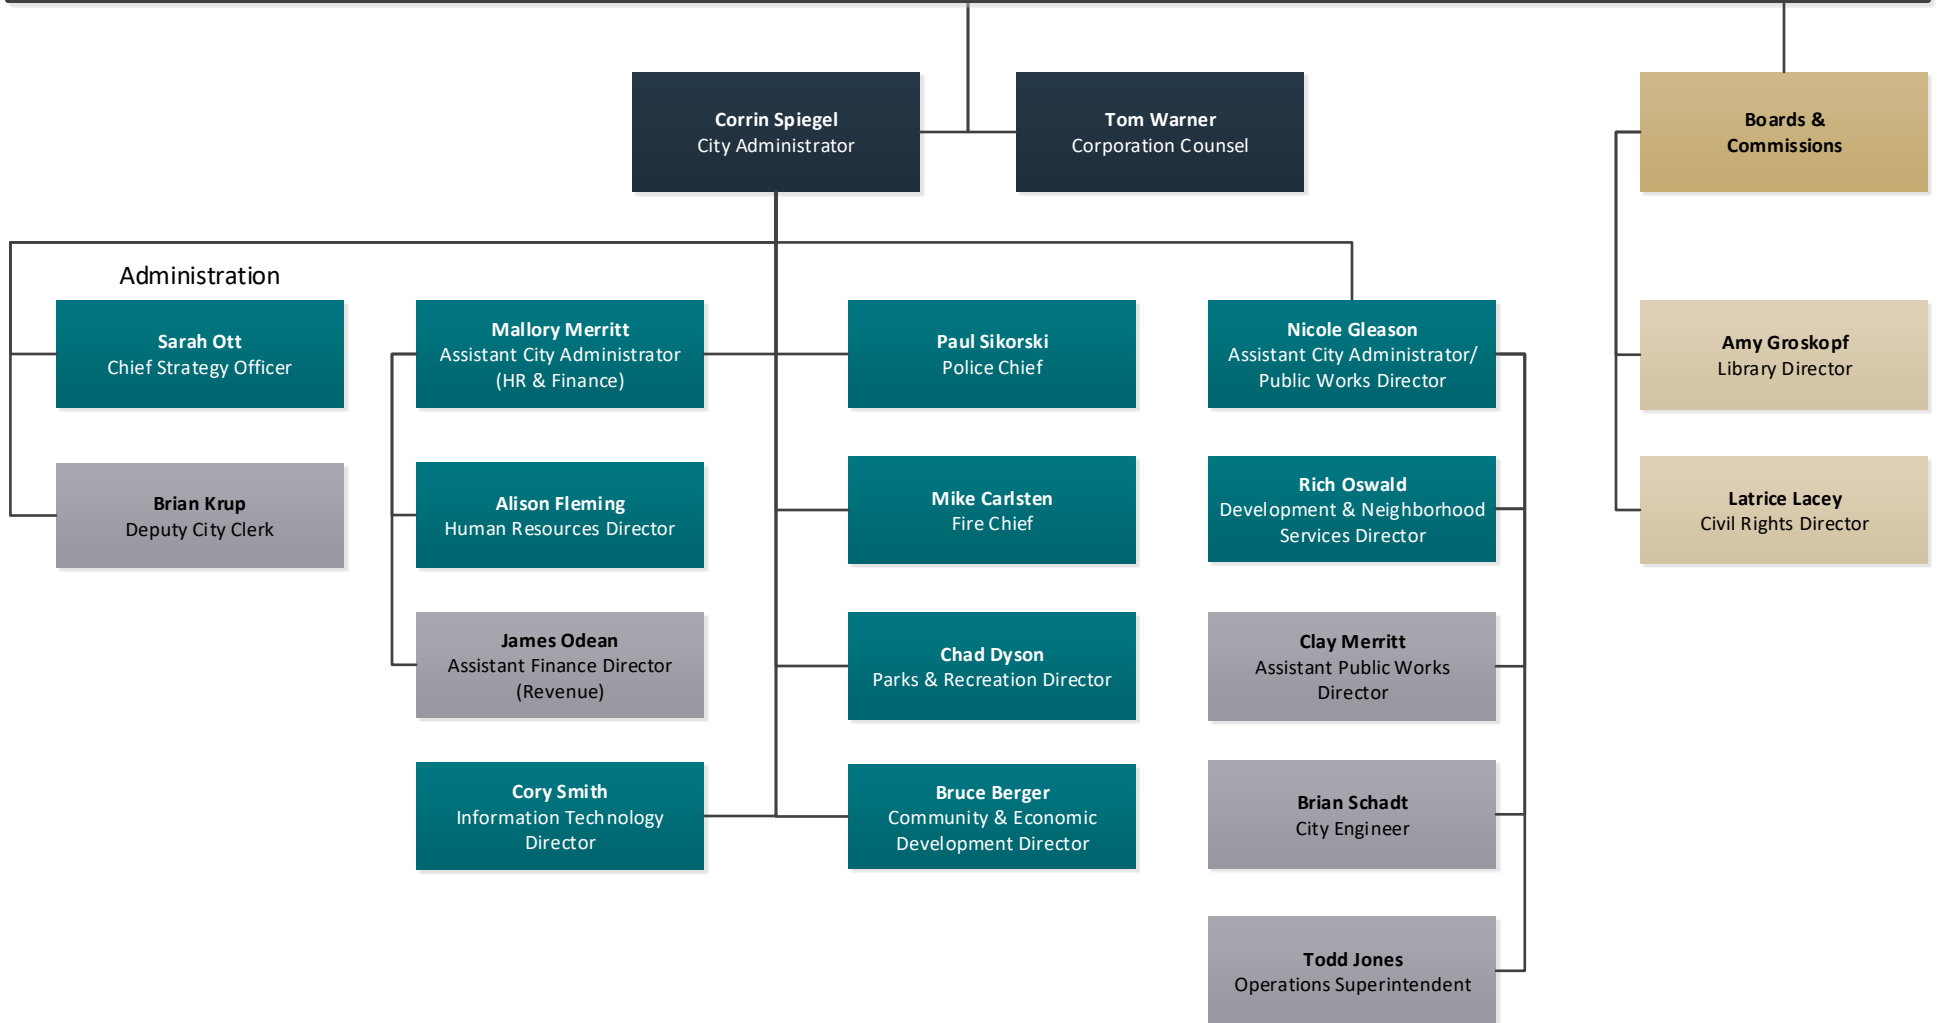 Corrin Spiegel
City Administrator
Tom Warner
Corporation Counsel
Boards &
Commissions
Administration
Sarah Ott
Chief Strategy Officer
Mallory Merritt
Assistant City Administrator
(HR & Finance)
Paul Sikorski
Police Chief
Nicole Gleason
Assistant City Administrator/
Public Works Director
Amy Groskopf
Library Director
Brian Krup
Deputy City Clerk
Alison Fleming
Human Resources Director
Mike Carlsten
Fire Chief
Rich Oswald
Development & Neighborhood
Services Director
Latrice Lacey
Civil Rights Director
James Odean
Assistant Finance Director
(Revenue)
Chad Dyson
Parks & Recreation Director
Clay Merritt
Assistant Public Works
Director
Cory Smith
Information Technology
Director
Bruce Berger
Community & Economic
Development Director
Brian Schadt
City Engineer
Todd Jones
Operations Superintendent